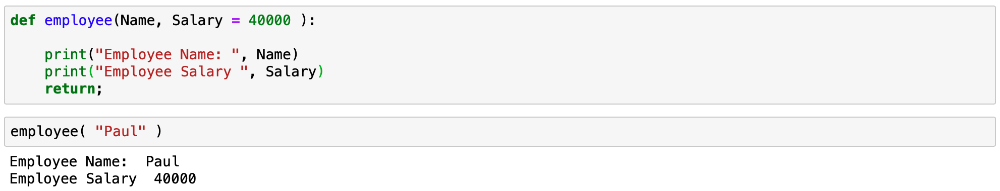 def employee(Name, Salary = 40000 ):
print("Employee Name: ", Name)
print("Employee Salary ", Salary)
return;
employee( "Paul" )
Employee Name:  Paul
Employee Salary  40000